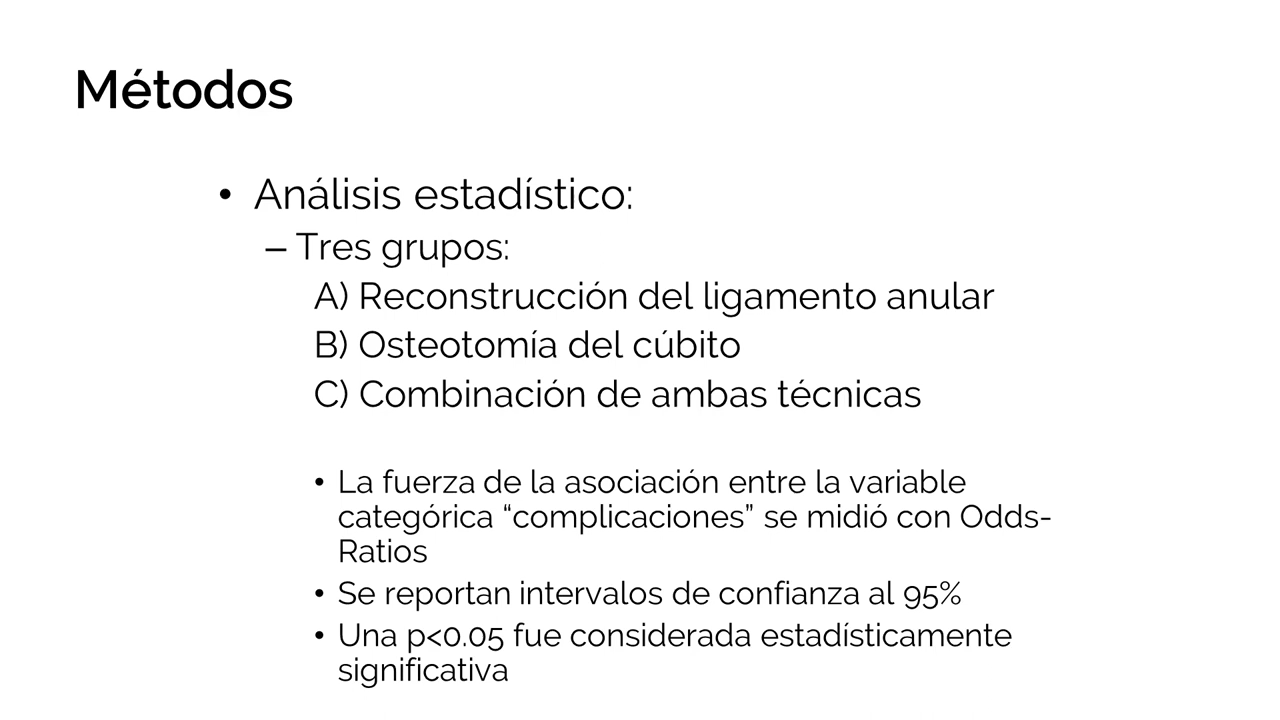 Métodos
• Análisis estadístico:
– Tres grupos:
A) Reconstrucción del ligamento anular
B) Osteotomía del cúbito
C) Combinación de ambas técnicas
• La fuerza de la asociación entre la variable
categórica “complicaciones” se midió con Odds-
Ratios
• Se reportan intervalos de confianza al 95%
• Una p<0.05 fue considerada estadísticamente
significativa